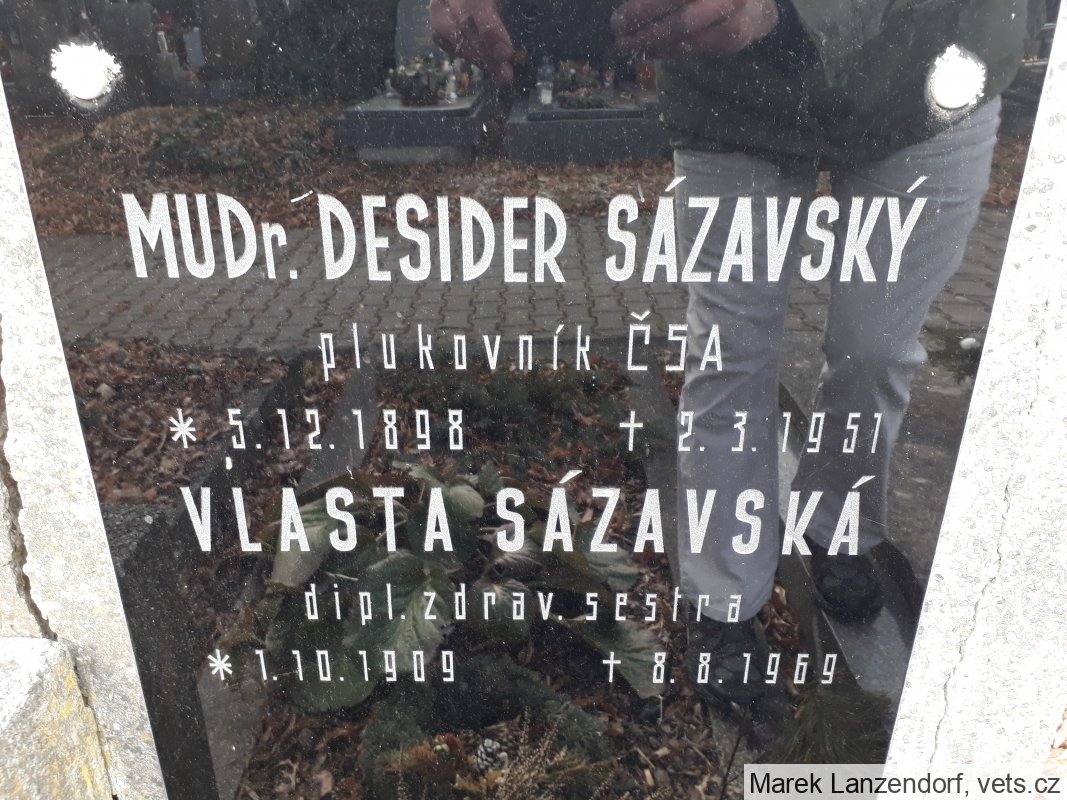 MUDr. DESIDER SÁZAVSKÝ
plukovník ČSA
* 5.12.1898 † 2.3.1951
VLASTA SÁZAVSKÁ
dipl.zdrav.sestra
* 1.10.1909 † 8.8.1969
Marek Lanzendorf, vets.cz